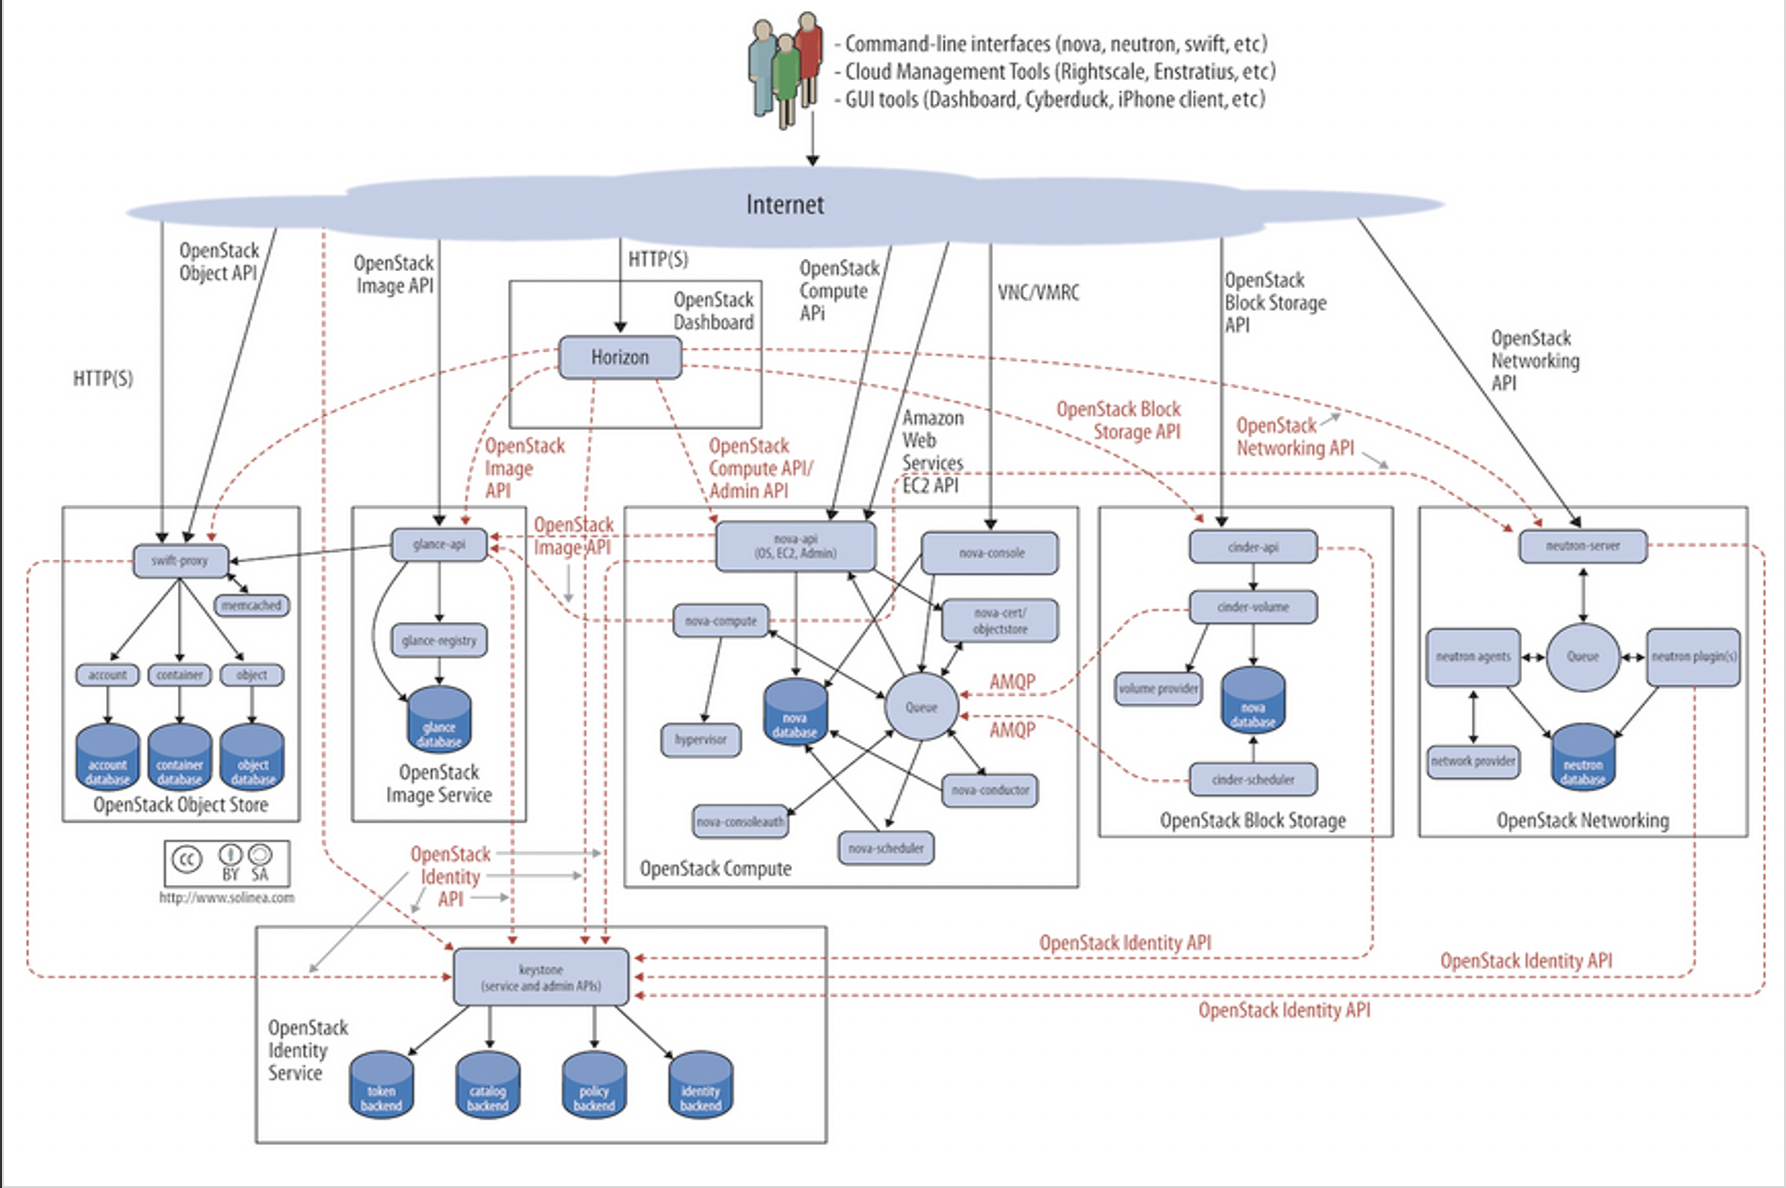 - Command-line interfaces (nova, neutron, swift, etc)
- Cloud Management Tools (Rightscale, Enstratius, etc)
- GUI tools (Dashboard, Cyberduck, iPhone client, etc)
Internet
OpenStack
Object API
HTTP(S)
OpenStack
Image API
HTTP(S)
OpenStack
Dashboard
Horizon
OpenStack
Compute
APi
Amazon
Web
Services
EC2 API
VNC/VMRC
OpenStack
Block Storage
API
OpenStack
Networking
API
OpenStack
Image
API
OpenStack
Compute API/
Admin API
OpenStack Block
Storage API
OpenStack
Networking API
swift-proxy
memcached
account
container
object
account
database
container
database
object
database
OpenStack Object Store
glance-api
glance-registry
glance
database
OpenStack
Image Service
OpenStack
Image API
nova-api
(OS, EC2, Admin)
nova-console
nova-compute
nova-cert/
objectstore
hypervisor
nova
database
Queue
nova-conductor
nova-consoleauth
nova-scheduler
OpenStack Compute
AMQP
AMQP
cinder-api
cinder-volume
volume provider
nova
database
cinder-scheduler
OpenStack Block Storage
neutron-server
neutron agents
Queue
neutron plugin(s)
network provider
neutron
database
OpenStack Networking
cc
BY
SA
http://www.solinea.com
OpenStack
Identity
API
OpenStack Identity API
OpenStack Identity API
OpenStack Identity API
keystone
(service and admin APIs)
OpenStack
Identity
Service
token
backend
catalog
backend
policy
backend
identity
backend